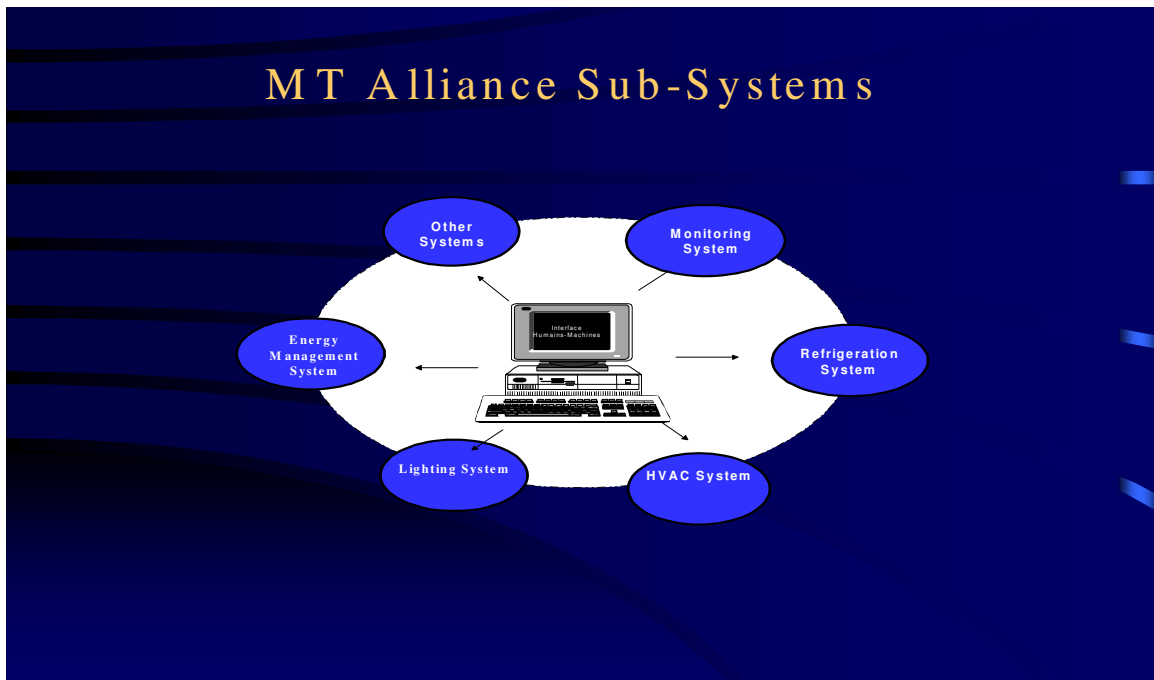 MT Alliance Sub-Systems
Other
Systems
Monitoring
System
Interface
Humains-Machines
Energy
Management
System
Refrigeration
System
Lighting System
HVAC System